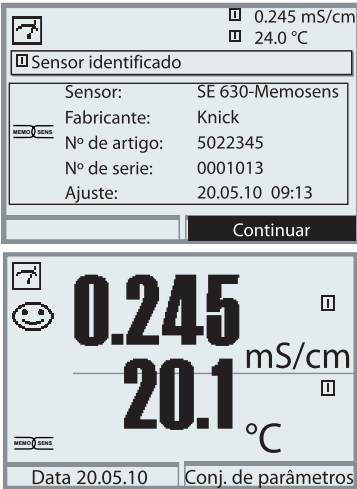 I 0.245 mS/cm
I 24.0 °C
I Sensor identificado
Sensor: SE 630-Memosens
Fabricante: Knick
MEMO SENS
Nº de artigo: 5022345
Nº de serie: 0001013
Ajuste: 20.05.10 09:13
Continuar
0.245 I
mS/cm
20.1 I
°C
MEMO SENS
Data 20.05.10 Conj. de parâmetros